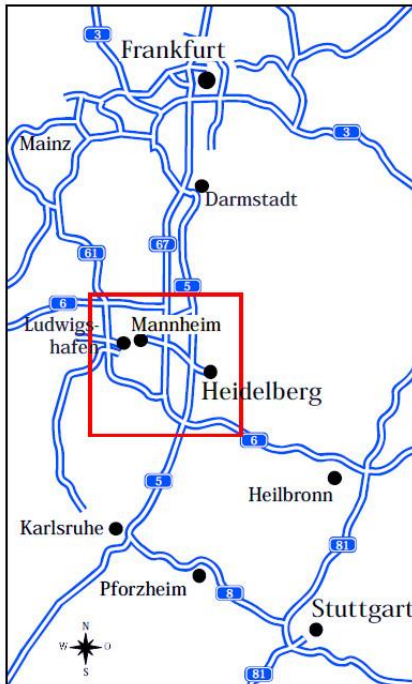 3
Frankfurt
3
Mainz
Darmstadt
67
61
5
6
Ludwigs-
hafen
Mannheim
Heidelberg
6
5
Heilbronn
Karlsruhe
81
Pforzheim
8
Stuttgart
N
W O
S
81